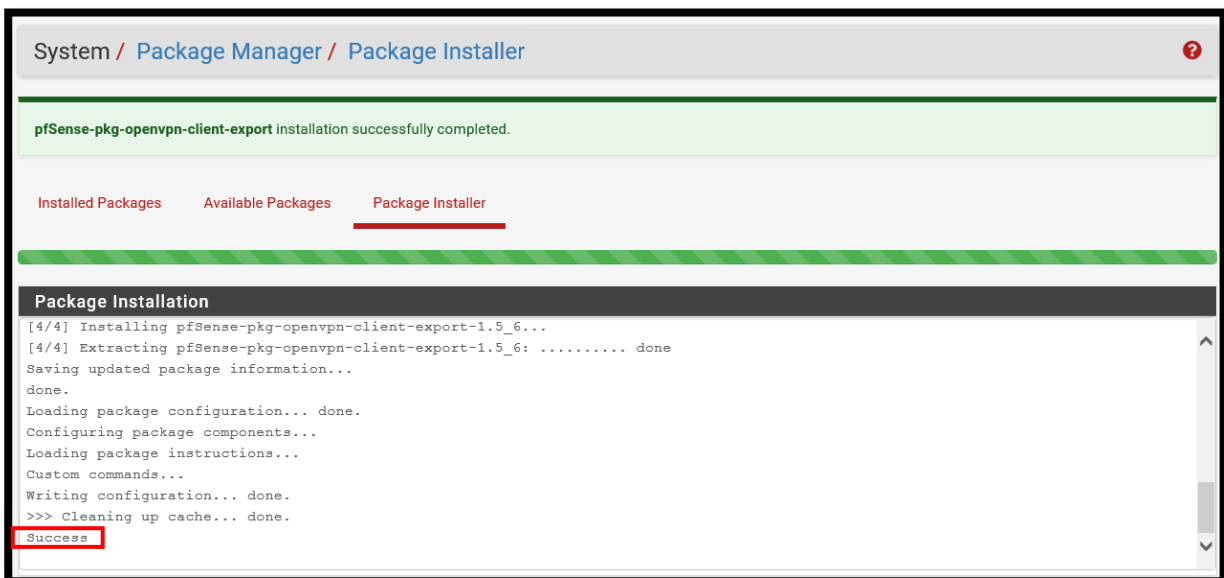 System / Package Manager / Package Installer
pfSense-pkg-openvpn-client-export installation successfully completed.
Installed Packages Available Packages Package Installer
Package Installation
[4/4] Installing pfSense-pkg-openvpn-client-export-1.5_6...
[4/4] Extracting pfSense-pkg-openvpn-client-export-1.5_6: .......... done
Saving updated package information...
done.
Loading package configuration... done.
Configuring package components...
Loading package instructions...
Custom commands...
Writing configuration... done.
>>> Cleaning up cache... done.
Success